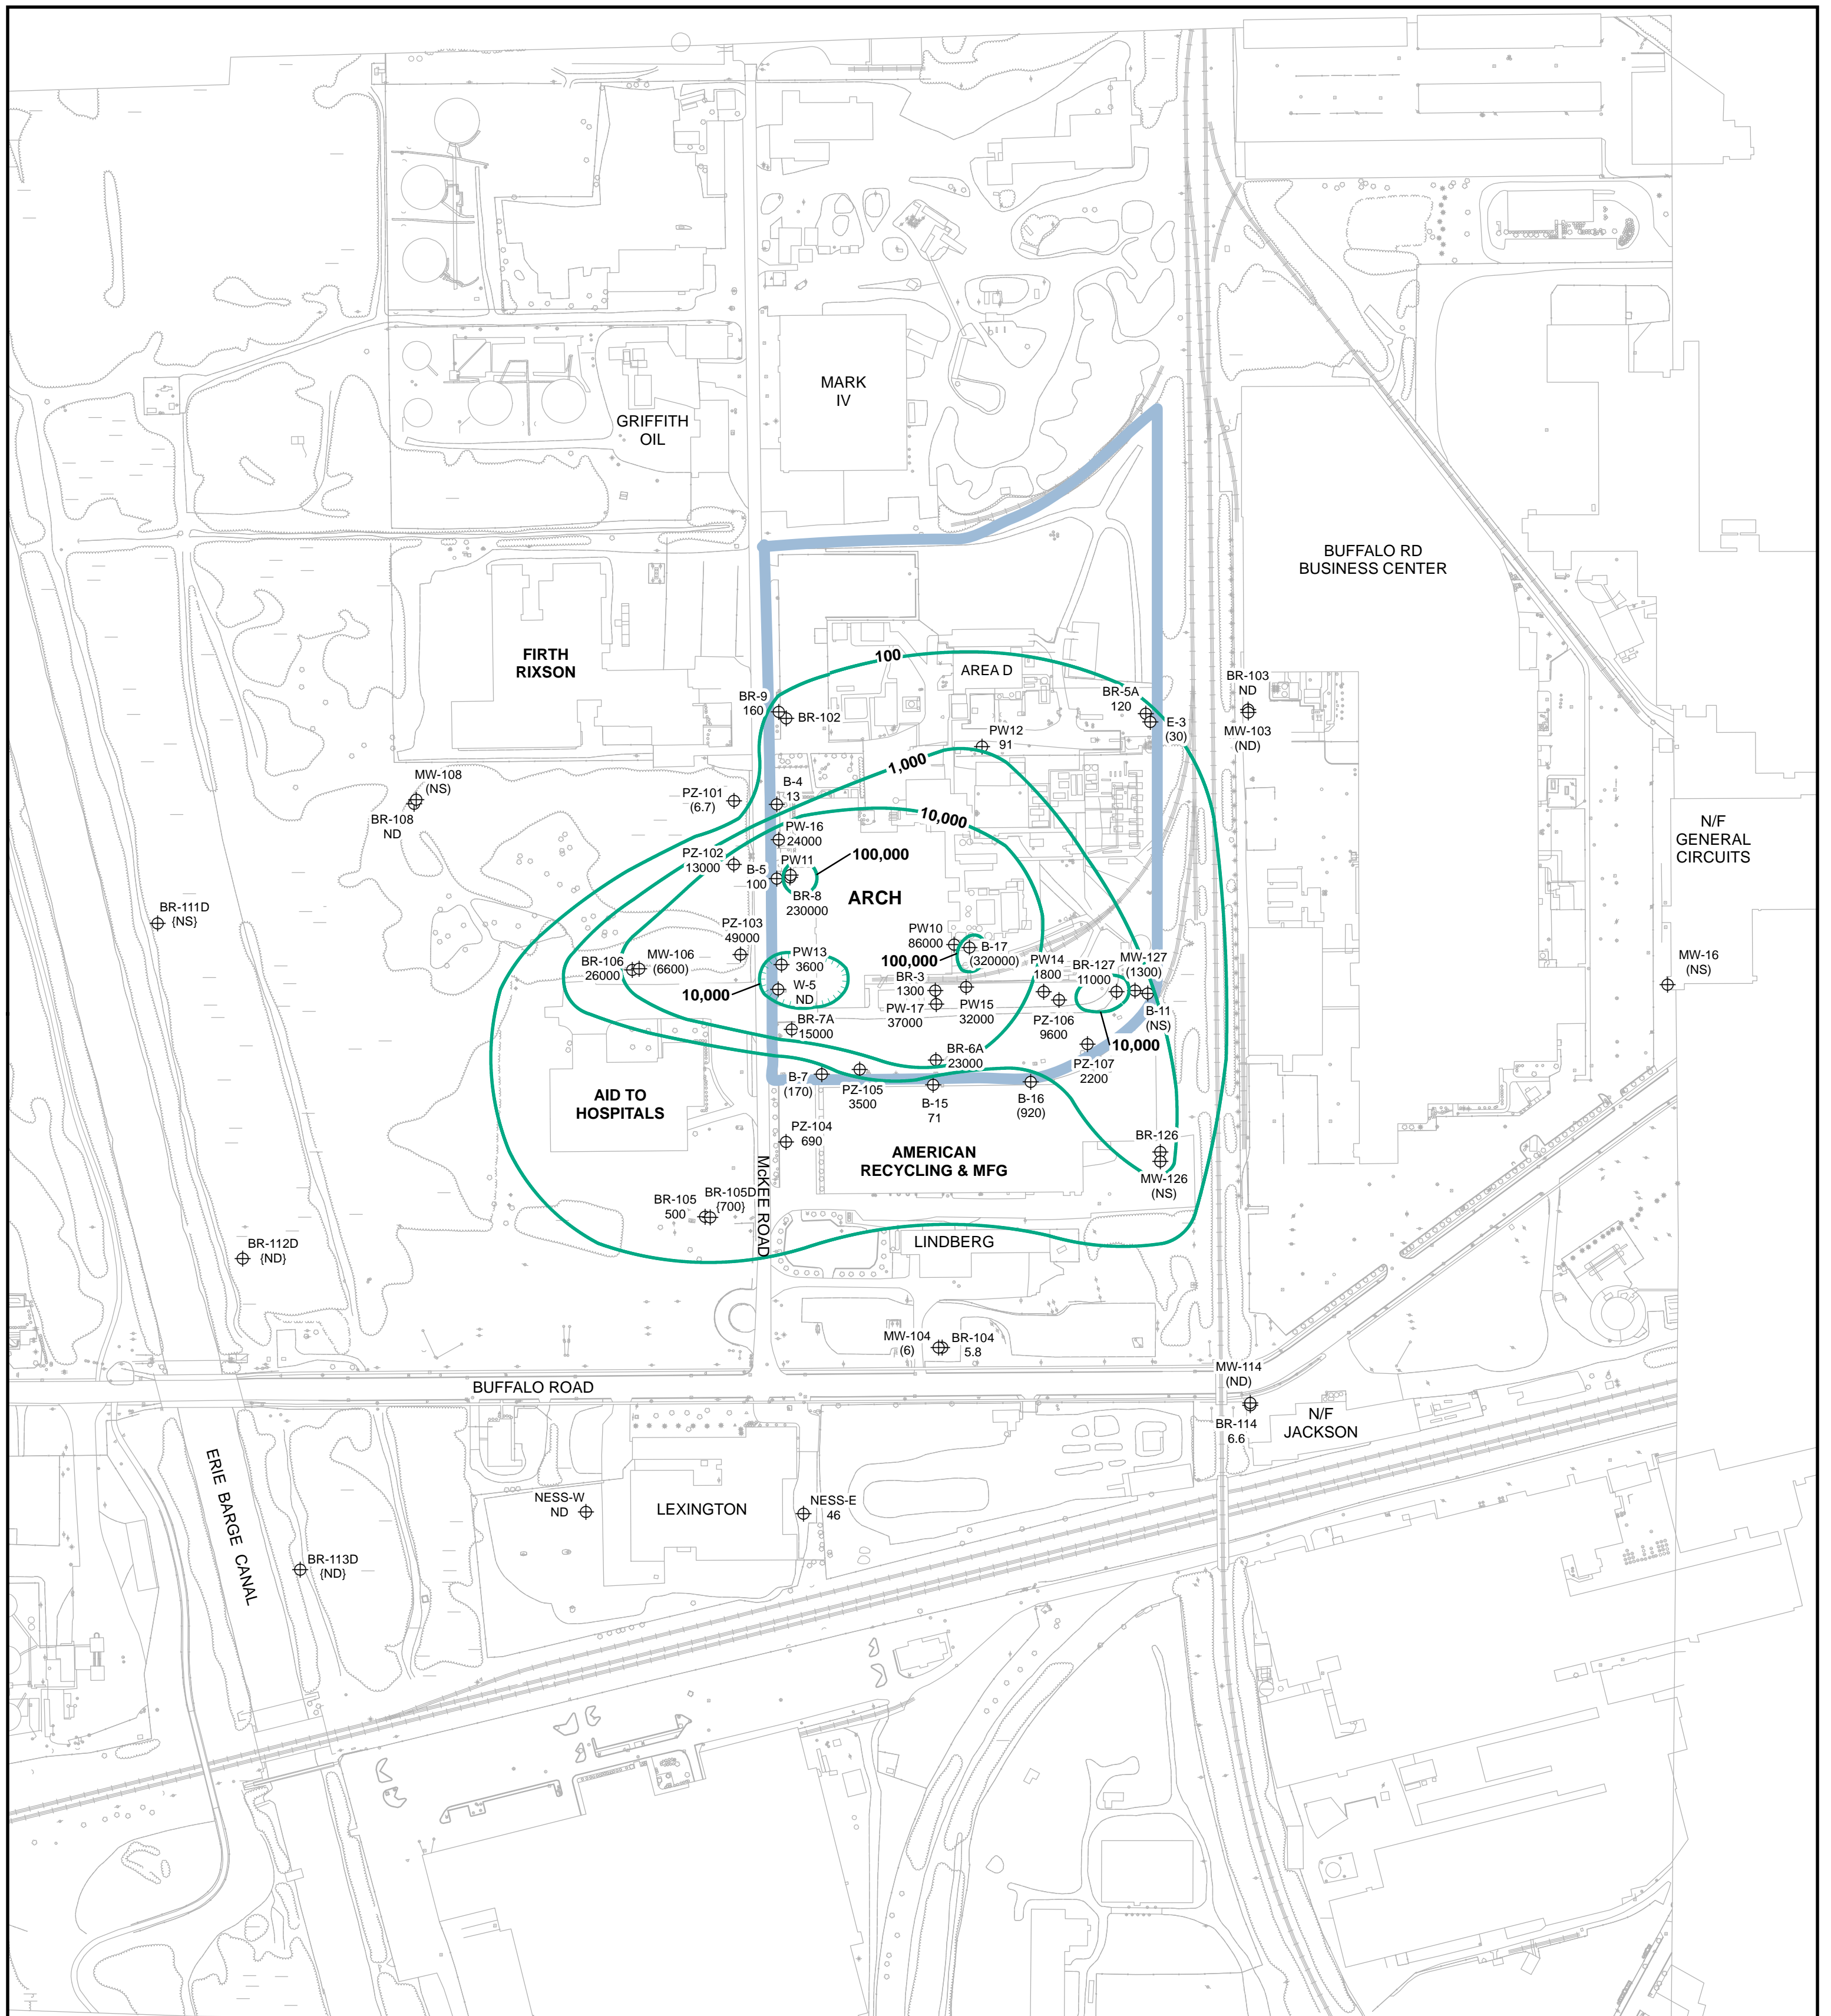 MARK
IV
GRIFFITH
OIL
BUFFALO RD
BUSINESS CENTER
FIRTH
RIXSON
100
AREA D
BR-9
160
BR-102
BR-5A
120
E-3
(30)
BR-103
ND
MW-103
(ND)
PW12
91
1,000
MW-108
(NS)
BR-108
ND
PZ-101
(6.7)
B-4
13
10,000
PW-16
24000
N/F
GENERAL
CIRCUITS
PZ-102
13000
B-5
100
PW11
100,000
BR-8
230000
ARCH
BR-111D
{NS}
PZ-103
49000
PW10
86000
B-17
(320000)
100,000
BR-106
26000
MW-106
(6600)
PW13
3600
W-5
ND
10,000
PW14
1800
BR-127
11000
MW-127
(1300)
MW-16
(NS)
BR-3
1300
PW-17
37000
PW15
32000
PZ-106
9600
B-11
(NS)
BR-7A
15000
10,000
BR-6A
23000
PZ-107
2200
B-7
(170)
PZ-105
3500
B-15
71
B-16
(920)
AID TO
HOSPITALS
PZ-104
690
AMERICAN
RECYCLING & MFG
BR-126
MW-126
(NS)
McKEE ROAD
BR-105
500
BR-105D
{700}
LINDBERG
BR-112D
{ND}
MW-104
(6)
BR-104
5.8
MW-114
(ND)
BR-114
6.6
BUFFALO ROAD
N/F
JACKSON
ERIE BARGE CANAL
NESS-W
ND
LEXINGTON
NESS-E
46
BR-113D
{ND}